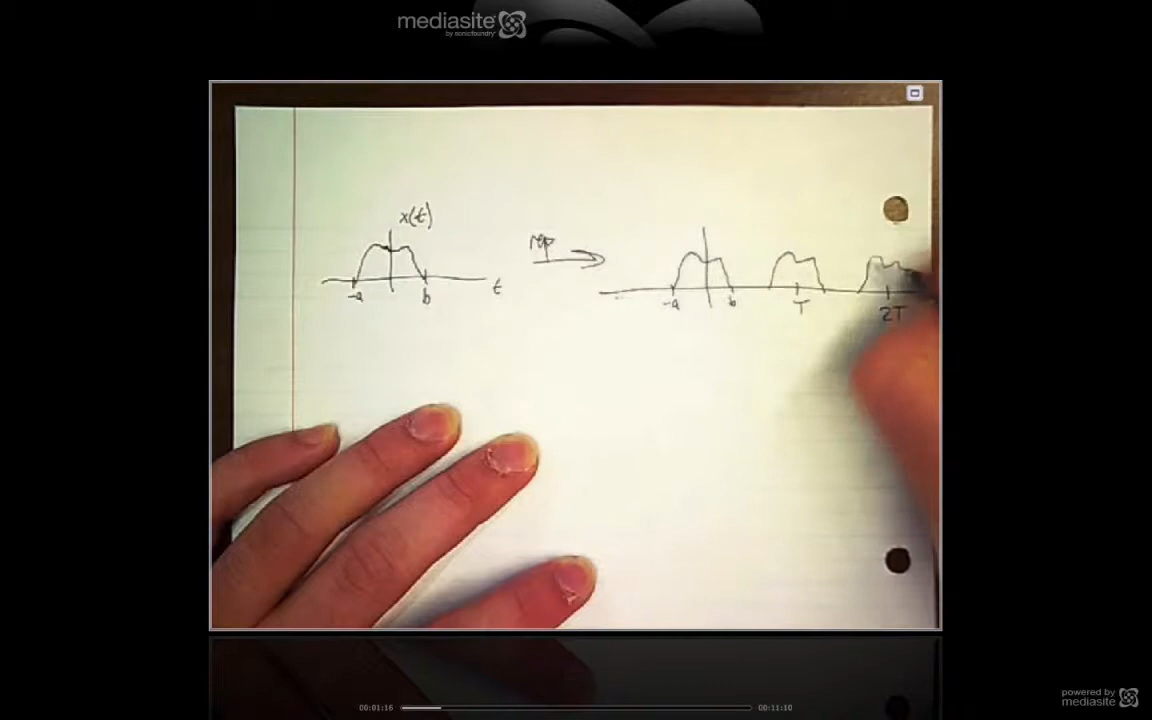 mediasite
by sonicfoundry
x(t)
rep
-a b t
-a b T 2T
00:01:16 00:11:10
powered by
mediasite